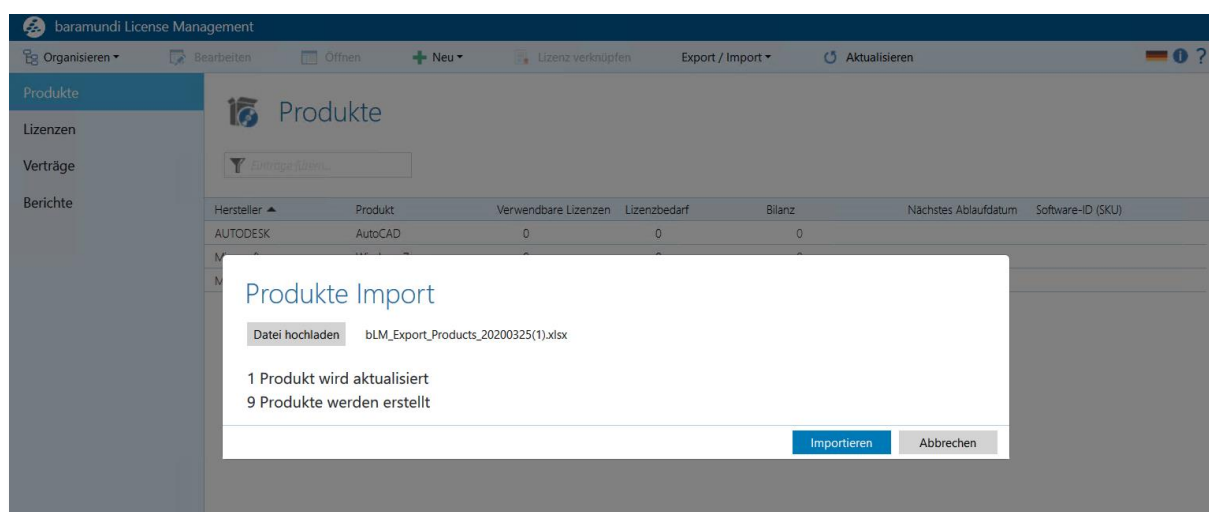 baramundi License Management
Organisieren Bearbeiten Öffnen Neu Lizenz verknüpfen Export / Import Aktualisieren
Produkte
Lizenzen
Verträge
Berichte
Produkte
Einträge filtern...
Hersteller Produkt Verwendbare Lizenzen Lizenzbedarf Bilanz Nächstes Ablaufdatum Software-ID (SKU)
AUTODESK AutoCAD 0 0 0
Produkte Import
Datei hochladen bLM_Export_Products_20200325(1).xlsx
1 Produkt wird aktualisiert
9 Produkte werden erstellt
Importieren Abbrechen